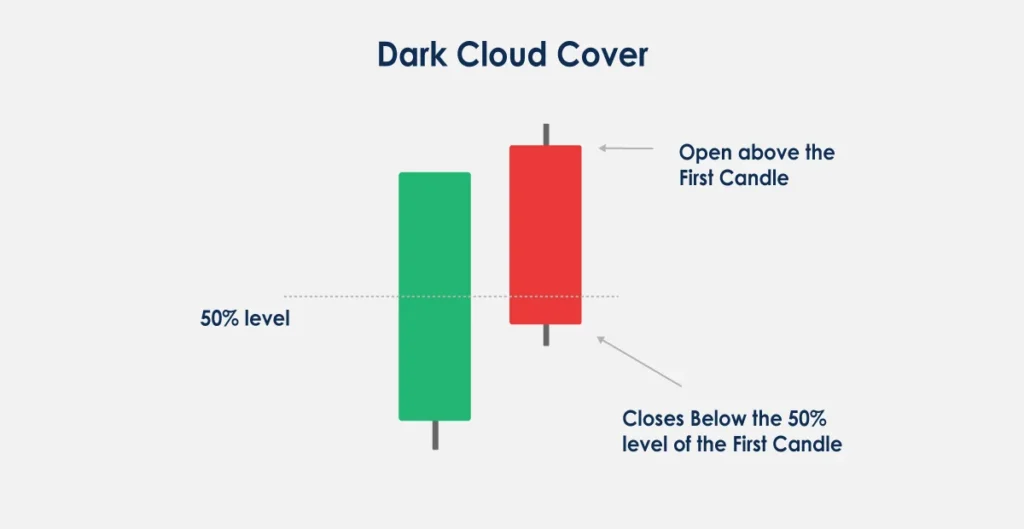 Dark Cloud Cover
Open above the
First Candle
50% level
Closes Below the 50%
level of the First Candle